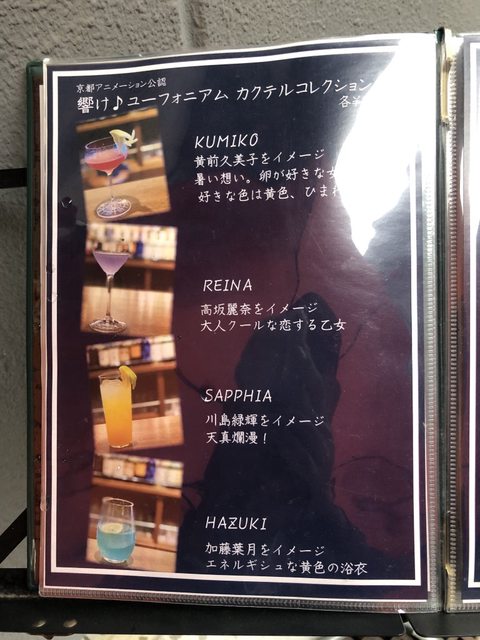 京都アニメーション公認
響け♪ユーフォニアム カクテルコレクション
各
KUMIKO
黄前久美子をイメージ
暑い想い。卵が好きな
好きな色は黄色、ひまわ
REINA
高坂麗奈をイメージ
大人クールな恋する乙女
SAPPHIA
川島緑輝をイメージ
天真爛漫！
HAZUKI
加藤葉月をイメージ
エネルギシュな黄色の浴衣